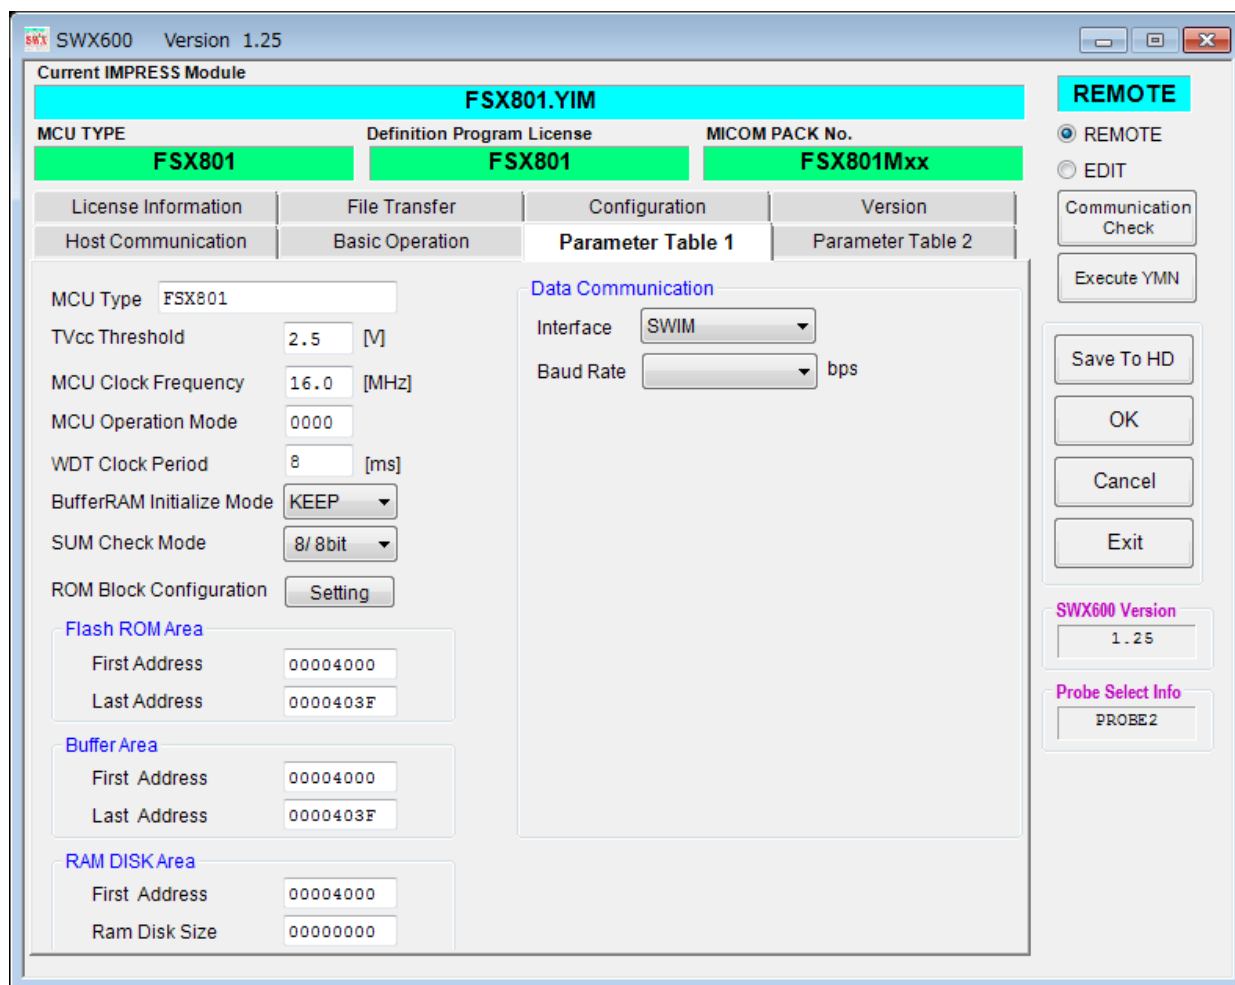 SWX SWX600 Version 1.25
Current IMPRESS Module
FSX801.YIM
REMOTE
MCU TYPE Definition Program License MICOM PACK No.
FSX801 FSX801 FSX801Mxx
REMOTE
EDIT
License Information File Transfer Configuration Version
Host Communication Basic Operation Parameter Table 1 Parameter Table 2
Communication
Check
Execute YMN
MCU Type FSX801
TVcc Threshold 2.5 [V]
MCU Clock Frequency 16.0 [MHz]
MCU Operation Mode 0000
WDT Clock Period 8 [ms]
BufferRAM Initialize Mode KEEP
SUM Check Mode 8/ 8bit
ROM Block Configuration Setting
Flash ROM Area
First Address 00004000
Last Address 0000403F
Buffer Area
First Address 00004000
Last Address 0000403F
RAM DISK Area
First Address 00004000
Ram Disk Size 00000000
Data Communication
Interface SWIM
Baud Rate bps
Save To HD
OK
Cancel
Exit
SWX600 Version
1.25
Probe Select Info
PROBE2